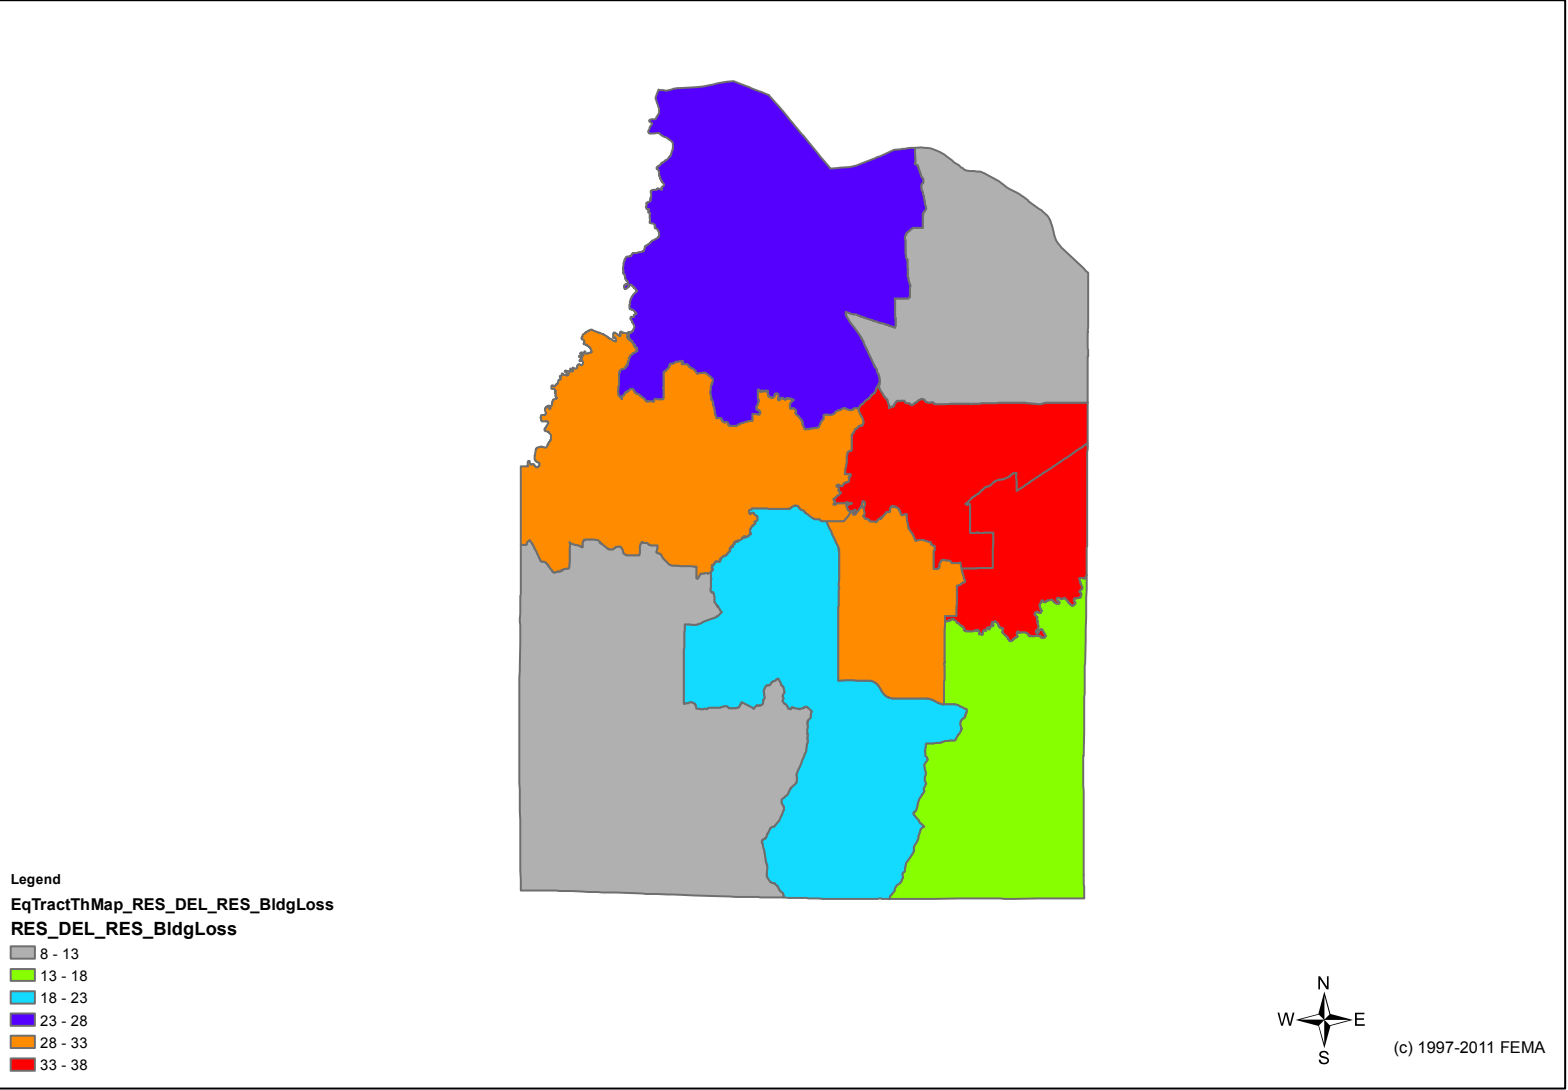 Legend
EqTractThMap_RES_DEL_RES_BldgLoss
RES_DEL_RES_BldgLoss
8 - 13
13 - 18
18 - 23
23 - 28
28 - 33
33 - 38
N
W E
S
(c) 1997-2011 FEMA